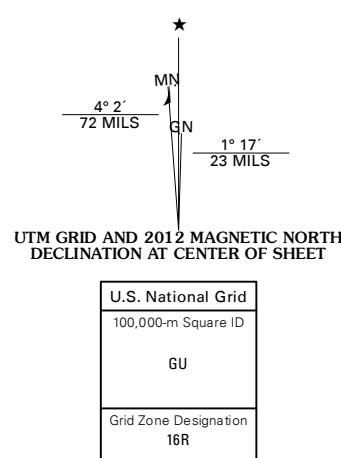 MN
4° 2´
72 MILS
GN
1° 17´
23 MILS
UTM GRID AND 2012 MAGNETIC NORTH
DECLINATION AT CENTER OF SHEET
U.S. National Grid
100,000-m Square ID
GU
Grid Zone Designation
16R